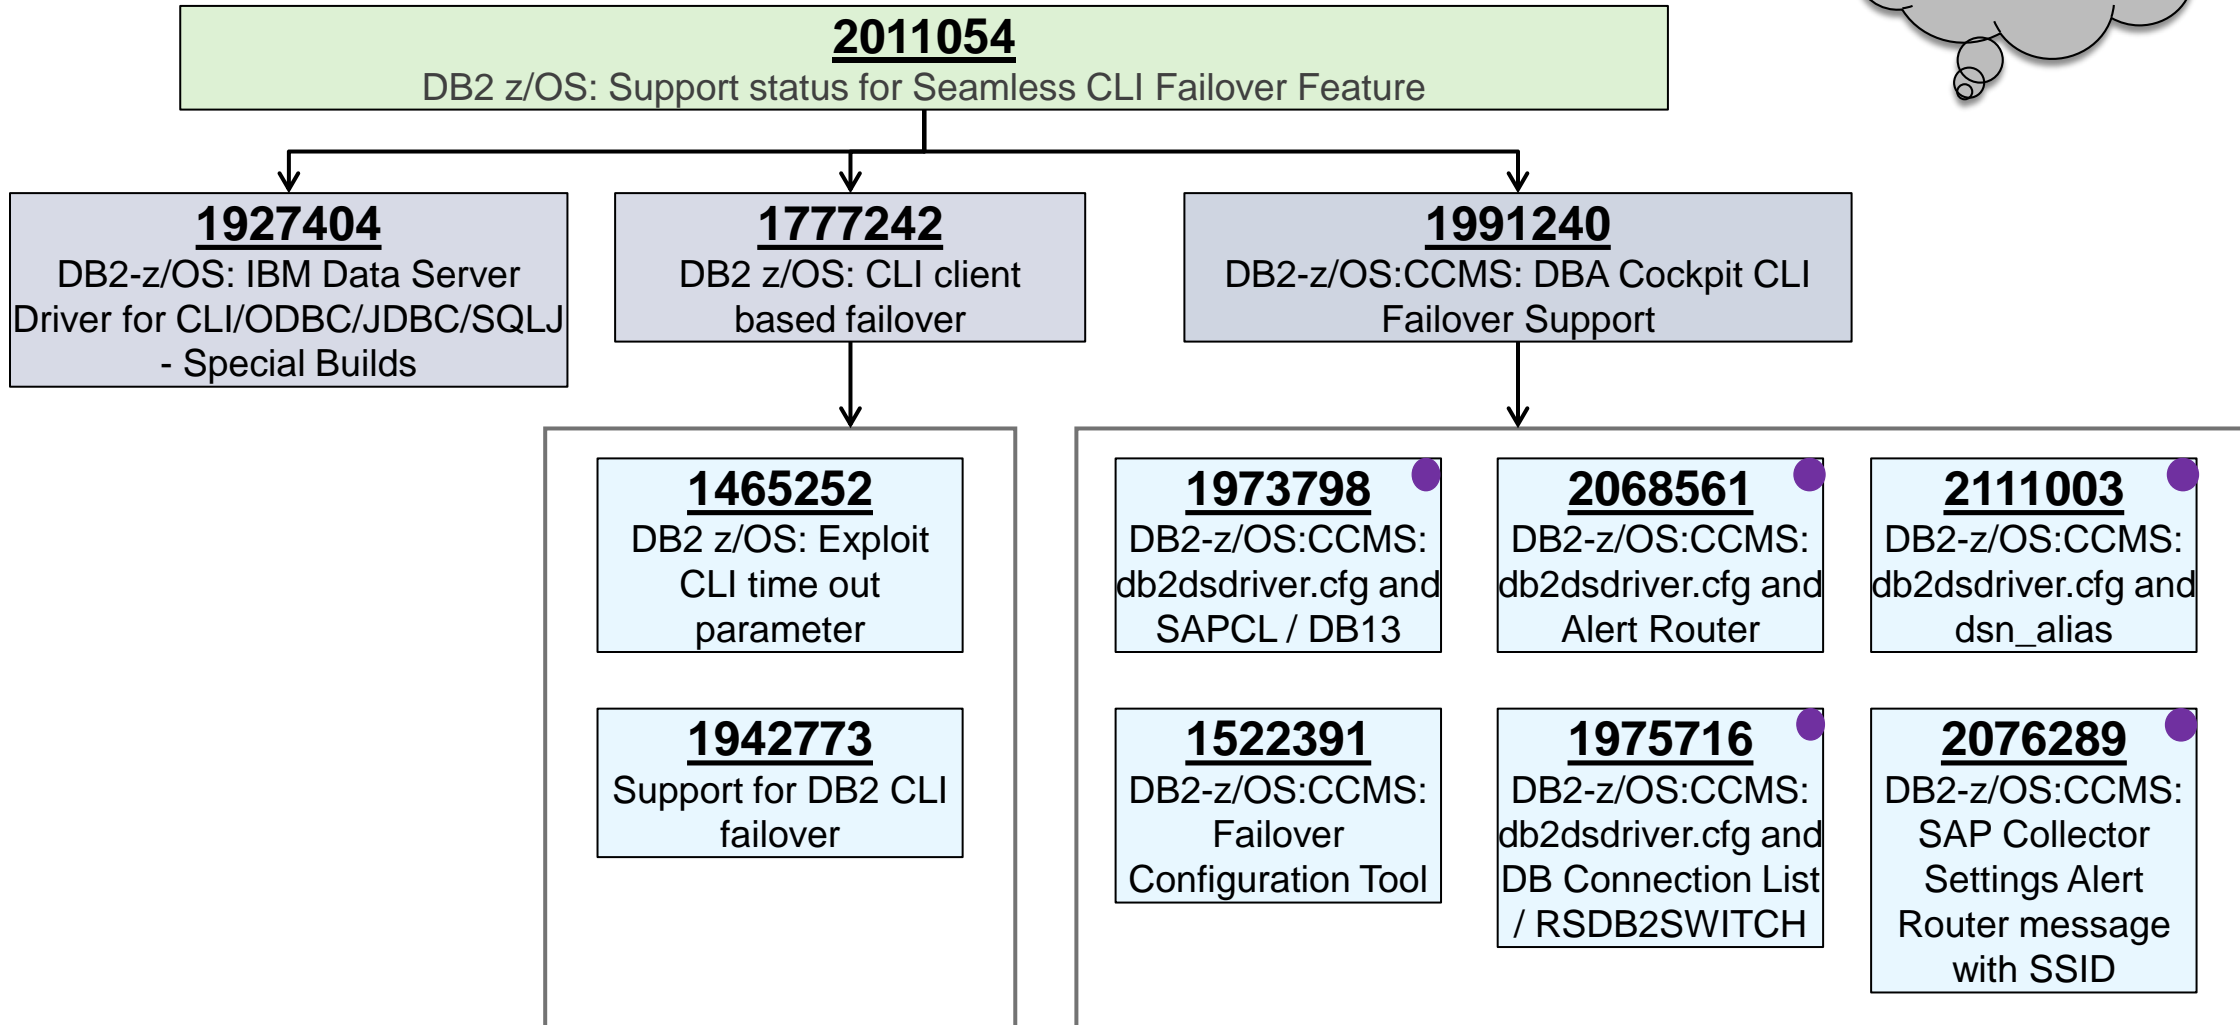 2011054
DB2 z/OS: Support status for Seamless CLI Failover Feature
1927404
DB2-z/OS: IBM Data Server
Driver for CLI/ODBC/JDBC/SQLJ
- Special Builds
1777242
DB2 z/OS: CLI client
based failover
1991240
DB2-z/OS:CCMS: DBA Cockpit CLI
Failover Support
1465252
DB2 z/OS: Exploit
CLI time out
parameter
1942773
Support for DB2 CLI
failover
1973798
DB2-z/OS:CCMS:
db2dsdriver.cfg and
SAPCL / DB13
2068561
DB2-z/OS:CCMS:
db2dsdriver.cfg and
Alert Router
2111003
DB2-z/OS:CCMS:
db2dsdriver.cfg and
dsn_alias
1522391
DB2-z/OS:CCMS:
Failover
Configuration Tool
1975716
DB2-z/OS:CCMS:
db2dsdriver.cfg and
DB Connection List
/ RSDB2SWITCH
2076289
DB2-z/OS:CCMS:
SAP Collector
Settings Alert
Router message
with SSID